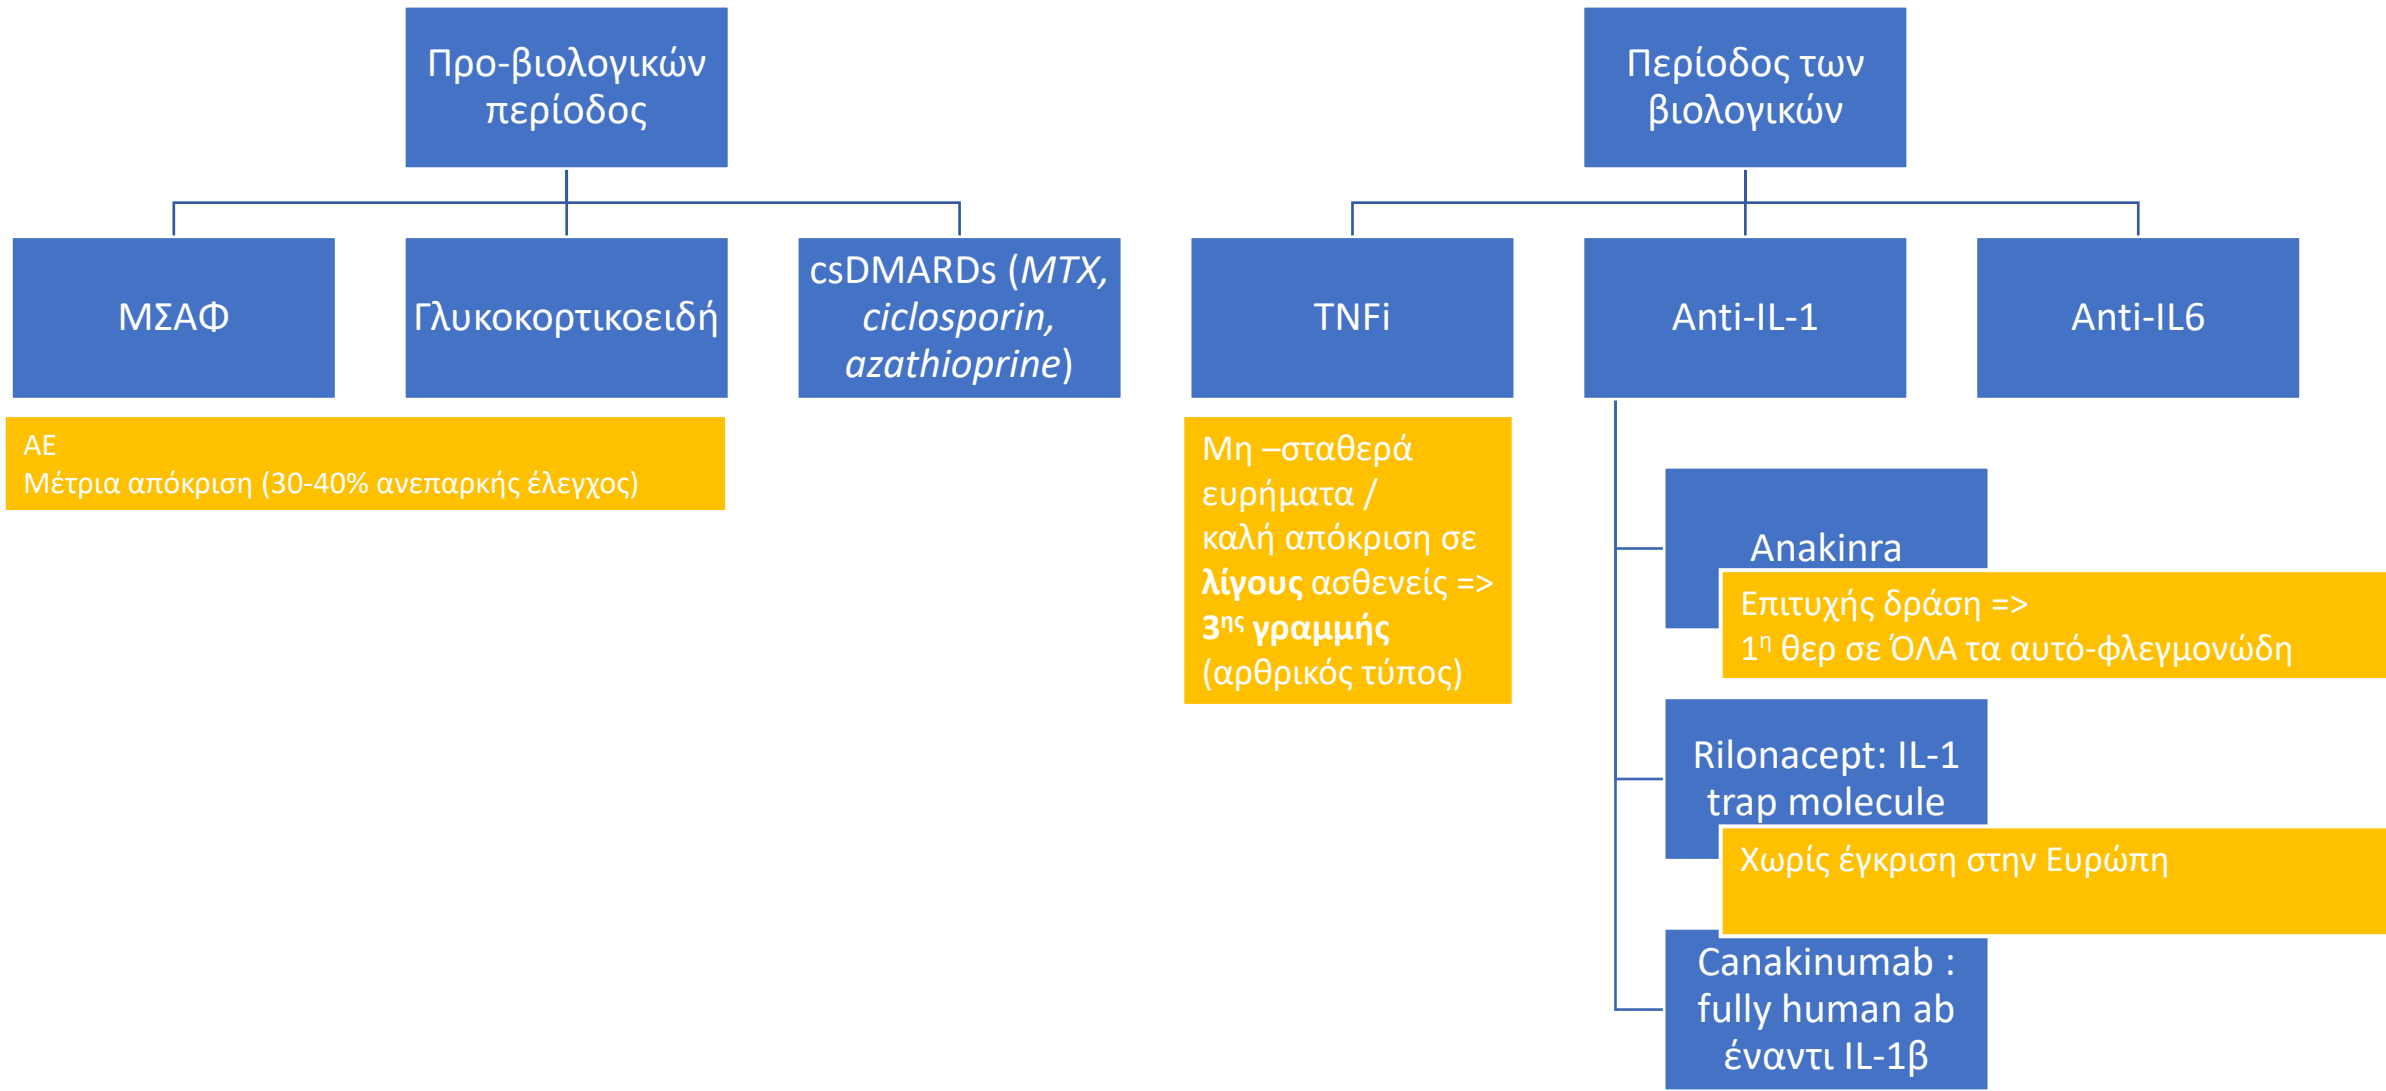 Προ-βιολογικών
περίοδος
ΜΣΑΦ
Γλυκοκορτικοειδή
csDMARDs (MTX,
ciclosporin,
azathioprine)
ΑΕ
Μέτρια απόκριση (30-40% ανεπαρκής έλεγχος)
Περίοδος των
βιολογικών
TNFi
Anti-IL-1
Anti-IL6
Μη –σταθερά
ευρήματα /
καλή απόκριση σε
λίγους ασθενείς =>
3ης γραμμής
(αρθρικός τύπος)
Anakinra
Επιτυχής δράση =>
1η θερ σε ΌΛΑ τα αυτό-φλεγμονώδη
Rilonacept: IL-1
trap molecule
Χωρίς έγκριση στην Ευρώπη
Canakinumab :
fully human ab
έναντι IL-1β